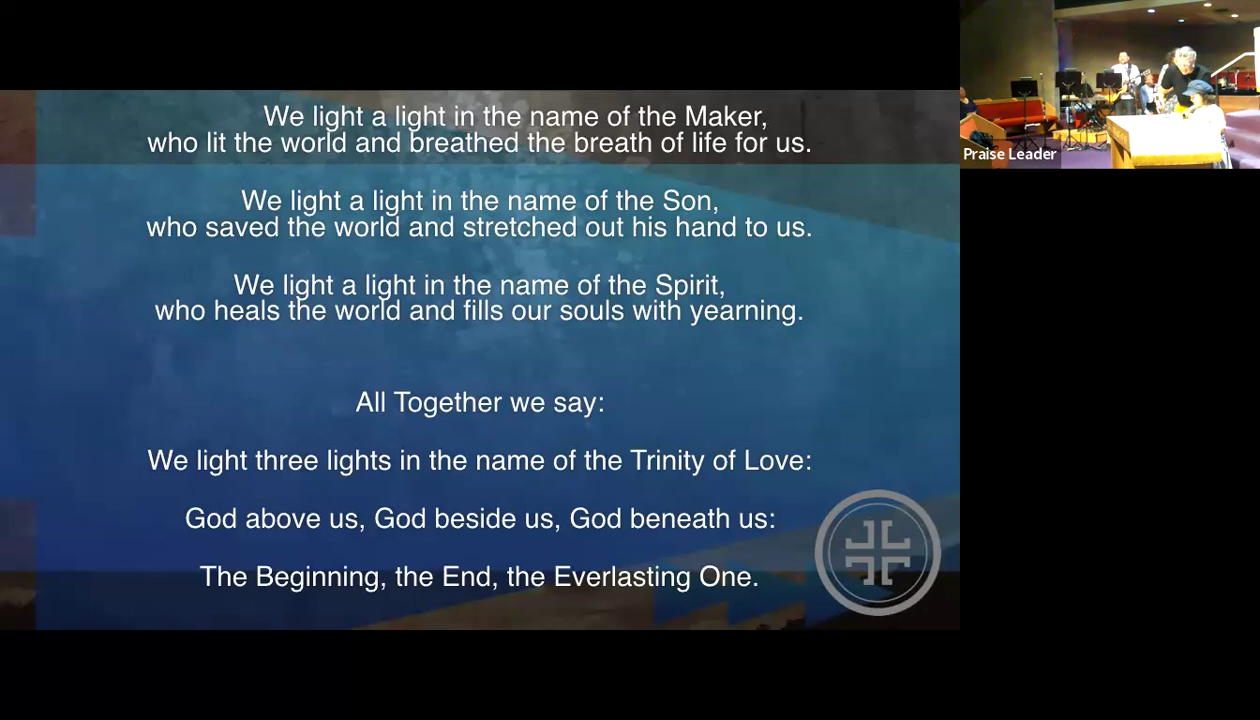 We light a light in the name of the Maker,
who lit the world and breathed the breath of life for us.
We light a light in the name of the Son,
who saved the world and stretched out his hand to us.
We light a light in the name of the Spirit,
who heals the world and fills our souls with yearning.
All Together we say:
We light three lights in the name of the Trinity of Love:
God above us, God beside us, God beneath us:
The Beginning, the End, the Everlasting One.
Praise Leader